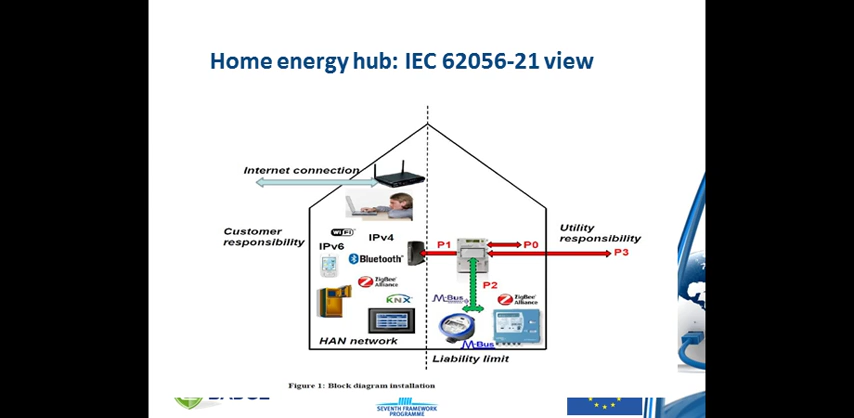 Home energy hub: IEC 62056-21 view
Internet connection
Customer
responsibility
Utility
responsibility
WiFi
IPv4
IPv6
Bluetooth
P1
P0
P3
P2
ZigBee
Alliance
KNX
M-Bus
ZigBee
Alliance
M-Bus
HAN network
Liability limit
Figure 1: Block diagram installation
SEVENTH FRAMEWORK
PROGRAMME